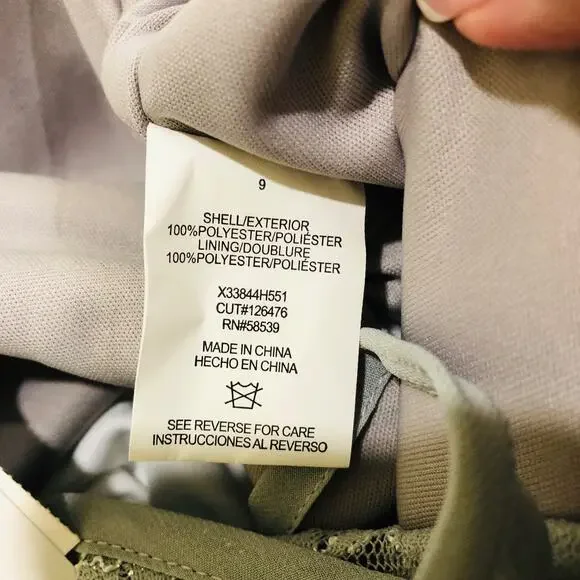 9
SHELL/EXTERIOR
100%POLYESTER/POLIÉSTER
LINING/DOUBLURE
100%POLYESTER/POLIÉSTER
X33844H551
CUT#126476
RN#58539
MADE IN CHINA
HECHO EN CHINA
SEE REVERSE FOR CARE
INSTRUCCIONES AL REVERSO